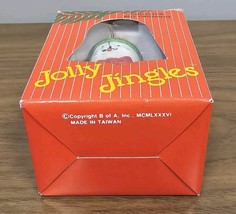 Jolly Jingles
©Copyright B of A, Inc., MCMLXXXVI
MADE IN TAIWAN